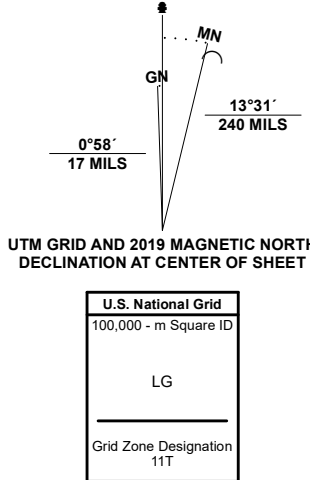 MN
GN
0°58´
17 MILS
13°31´
240 MILS
UTM GRID AND 2019 MAGNETIC NORTH
DECLINATION AT CENTER OF SHEET
U.S. National Grid
100,000 - m Square ID
LG
Grid Zone Designation
11T